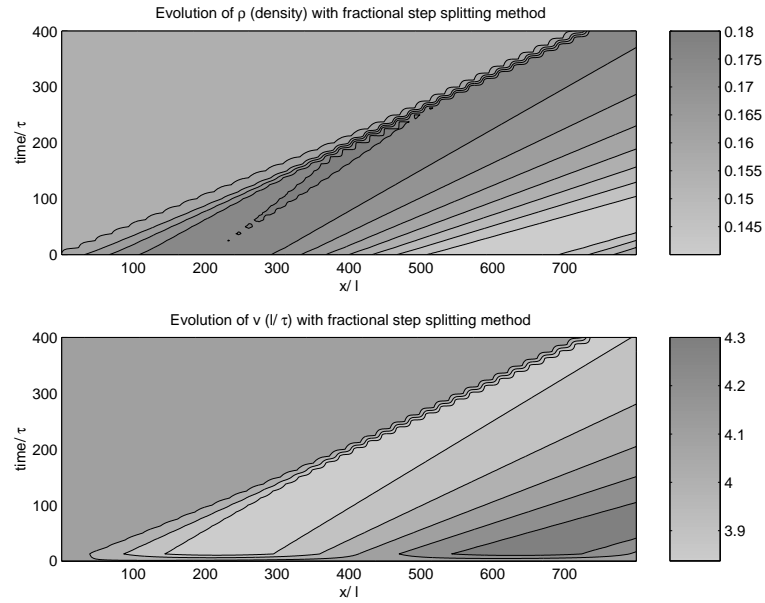 Evolution of ρ (density) with fractional step splitting method
400
300
200
100
0
time/ τ
100 200 300 400 500 600 700
x/ l
0.18
0.175
0.17
0.165
0.16
0.155
0.15
0.145
Evolution of v (l/ τ) with fractional step splitting method
400
300
200
100
0
time/ τ
100 200 300 400 500 600 700
x/ l
4.3
4.2
4.1
4
3.9